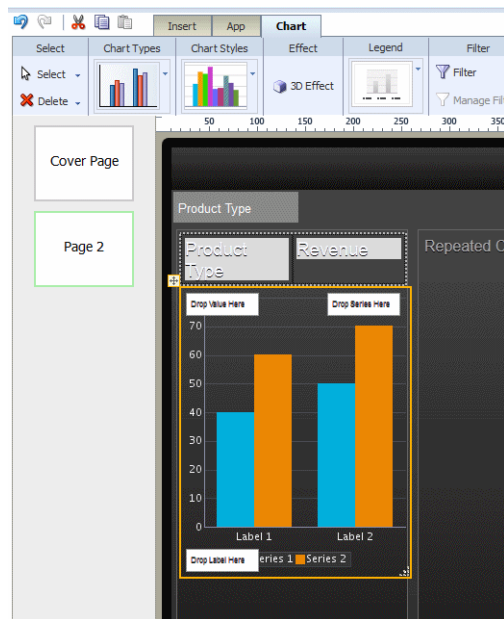 Insert App Chart
Select Chart Types Chart Styles Effect Legend Filter
Select
Delete
3D Effect
Filter
Manage Fil
50 100 150 200 250 300 350
Cover Page
Page 2
Product Type
Product
Type
Revenue
Repeated C
Drop Value Here
Drop Series Here
70
60
50
40
30
20
10
0
Label 1 Label 2
Drop Label Here
eries 1 Series 2